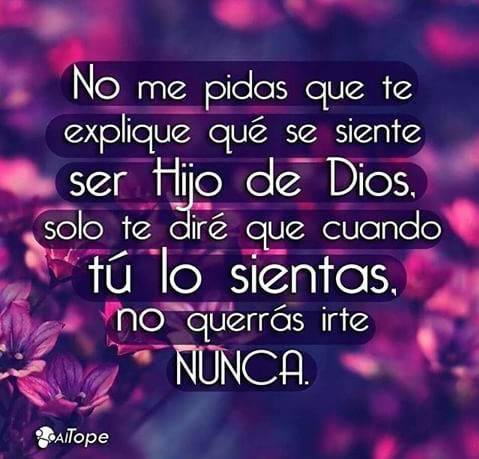 No me pidas que te
explique qué se siente
ser Hijo de Dios,
solo te diré que cuando
tú lo sientas,
no querrás irte
NUNCA.